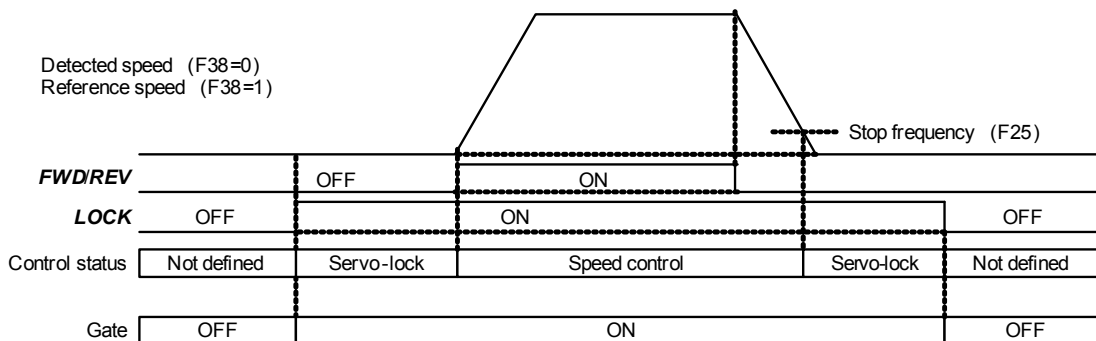 Detected speed (F38=0)
Reference speed (F38=1)
Stop frequency (F25)
FWD/REV OFF ON
LOCK OFF ON OFF
Control status Not defined Servo-lock Speed control Servo-lock Not defined
Gate OFF ON OFF